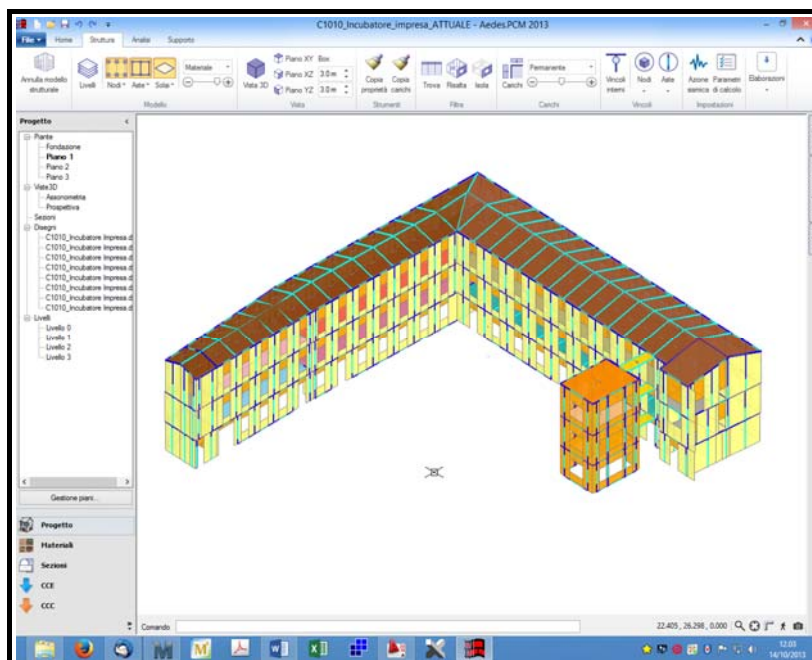 C1010_Incubatore_impresa_ATTUALE - Aedes.PCM 2013
File Home Struttura Analisi Supporto
Annulla modello strutturale
Livelli
Nodi Aste Solai
Materiale
Modello
Vista 3D
Piano XY Box
Piano XZ 3.0 m
Piano YZ 3.0 m
Vista
Copia proprietà
Copia carichi
Strumenti
Trova Risalta Isola
Filtre
Carichi
Permanente
Carichi
Vincoli interni
Nodi Aste
Vincoli
Azione sismica
Parametri di calcolo
Impostazioni
Elaborazioni
Progetto
Piante
Fondazione
Piano 1
Piano 2
Piano 3
Viste3D
Assonometria
Prospettiva
Sezioni
Disegni
C1010_Incubatore Impresa.d
C1010_Incubatore Impresa.d
C1010_Incubatore Impresa.d
C1010_Incubatore Impresa.d
C1010_Incubatore Impresa.d
C1010_Incubatore Impresa.d
C1010_Incubatore Impresa.d
Livelli
Livello 0
Livello 1
Livello 2
Livello 3
Gestione piani...
Progetto
Materiali
Sezioni
CCE
CCC
Comando
22.405, 26.298, 0.000
12:03
14/10/2013